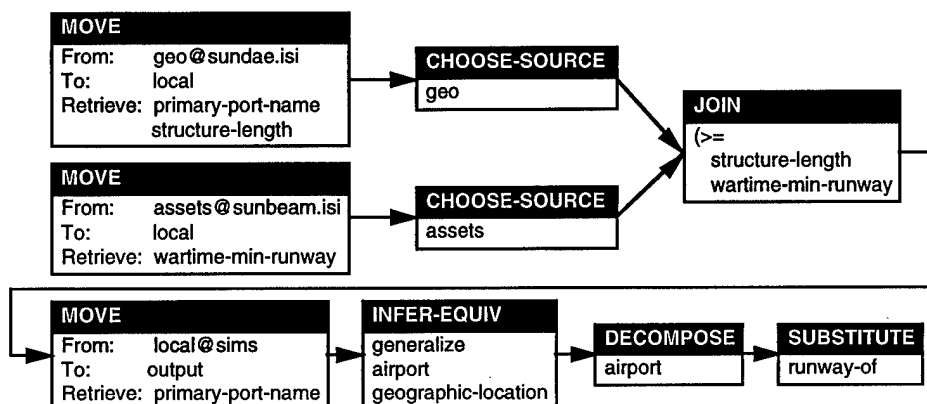 MOVE
From: geo@sundae.isi
To: local
Retrieve: primary-port-name
structure-length
CHOOSE-SOURCE
geo
MOVE
From: assets@sunbeam.isi
To: local
Retrieve: wartime-min-runway
CHOOSE-SOURCE
assets
JOIN
(>=
structure-length
wartime-min-runway
MOVE
From: local@sims
To: output
Retrieve: primary-port-name
INFER-EQUIV
generalize
airport
geographic-location
DECOMPOSE
airport
SUBSTITUTE
runway-of